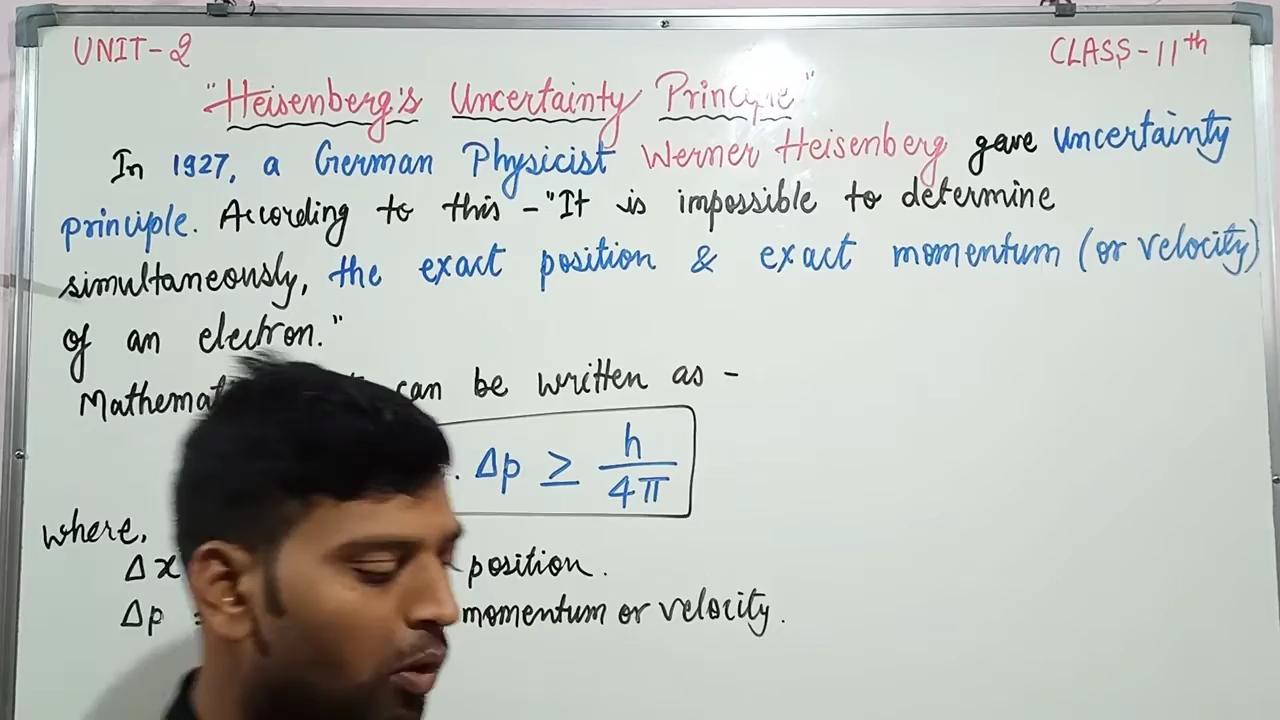 UNIT-2
CLASS-11th
"Heisenberg's Uncertainty Principle"
In 1927, a German Physicist Werner Heisenberg gave uncertainty
principle. According to this - "It is impossible to determine
simultaneously, the exact position & exact momentum (or velocity)
of an electron."
can be written as -
. Δp ≥ h/4π
where,
Δx position.
Δp = momentum or velocity.